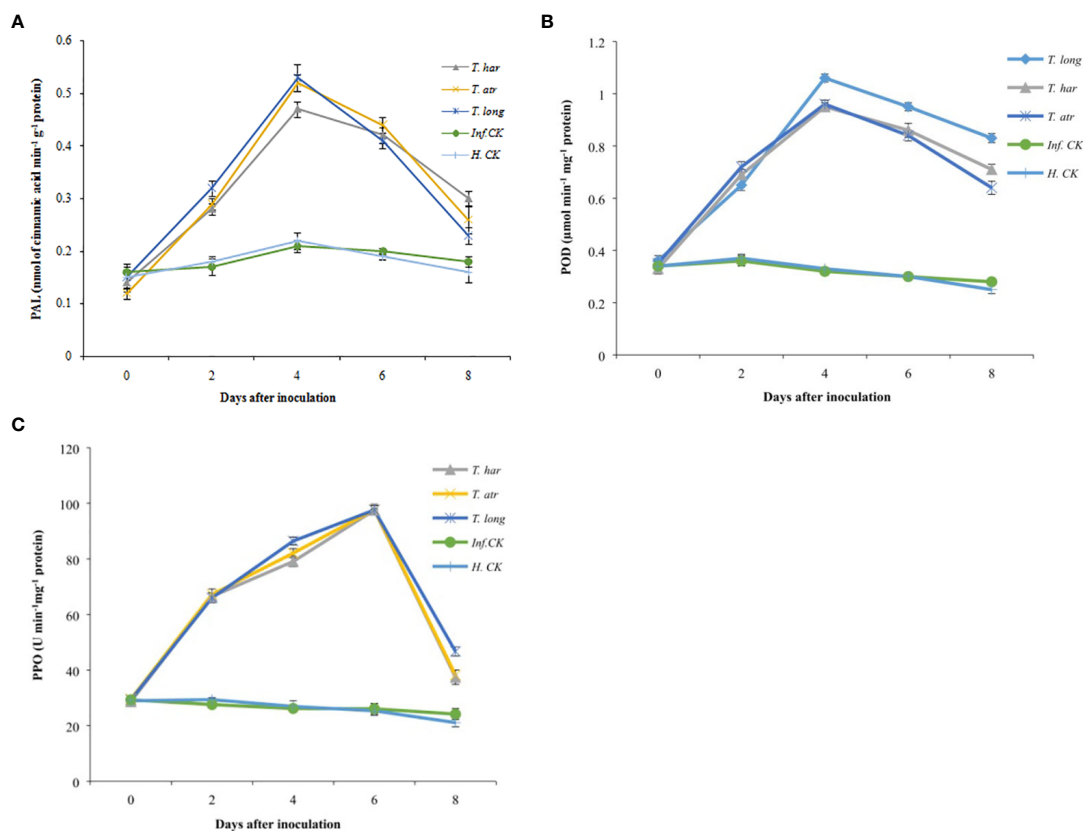 A
PAL (nmol of cinnamic acid min⁻¹ g⁻¹ protein)
0.6
0.5
0.4
0.3
0.2
0.1
0
0 2 4 6 8
Days after inoculation
T. har
T. atr
T. long
Inf.CK
H. CK
B
POD (µmol min⁻¹ mg⁻¹ protein)
1.2
1
0.8
0.6
0.4
0.2
0
0 2 4 6 8
Days after inoculation
T. long
T. har
T. atr
Inf. CK
H. CK
C
PPO (U min⁻¹mg⁻¹ protein)
120
100
80
60
40
20
0
0 2 4 6 8
Days after inoculation
T. har
T. atr
T. long
Inf.CK
H. CK